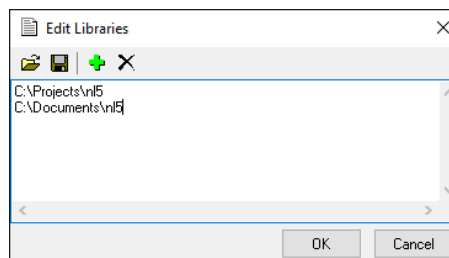 Edit Libraries
C:\Projects\nl5
C:\Documents\nl5
OK
Cancel